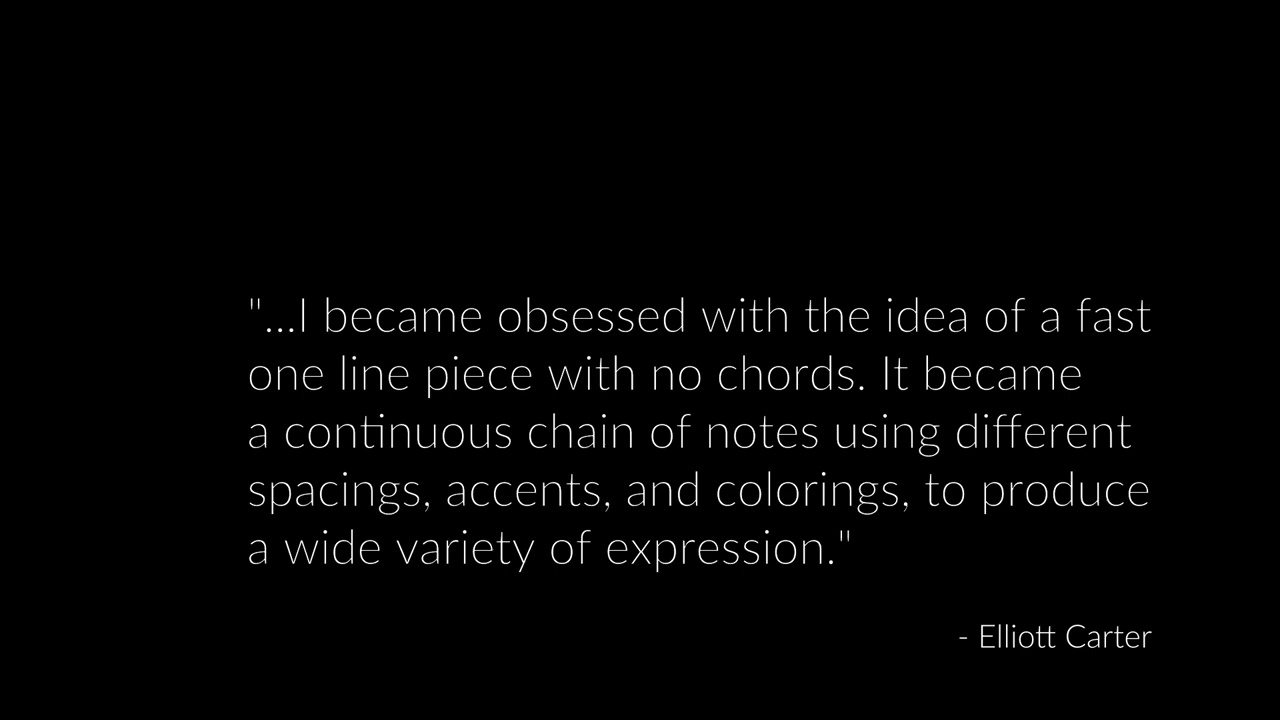 "...I became obsessed with the idea of a fast
one line piece with no chords. It became
a continuous chain of notes using different
spacings, accents, and colorings, to produce
a wide variety of expression."
- Elliott Carter